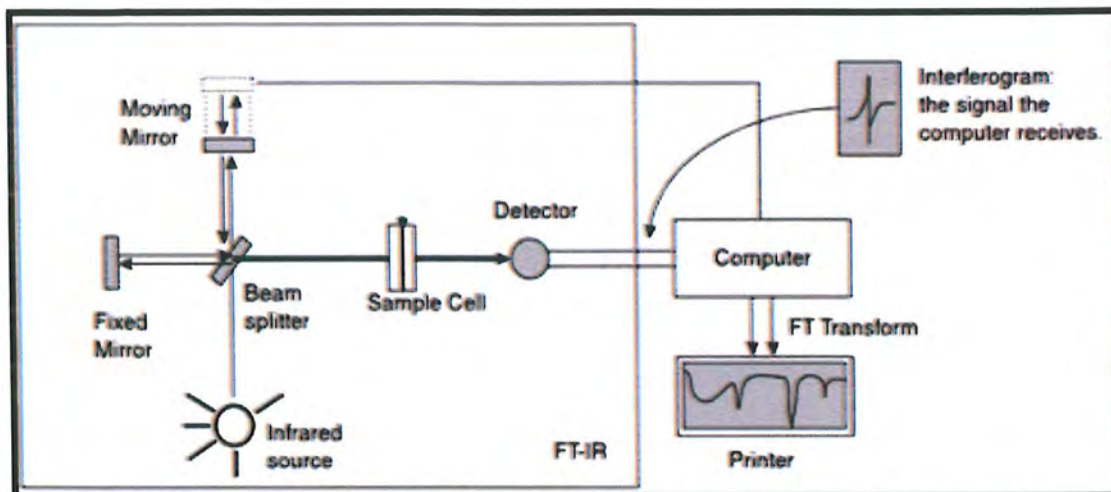 Moving
Mirror
Interferogram:
the signal the
computer receives.
Detector
Computer
Sample Cell
Beam
splitter
Fixed
Mirror
FT Transform
Infrared
source
FT-IR
Printer